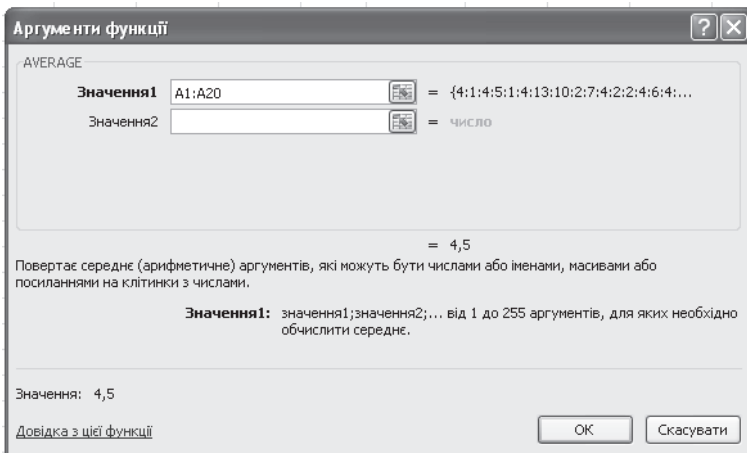 Аргументи функції
AVERAGE
Значення1 A1:A20 = {4:1:4:5:1:4:13:10:2:7:4:2:2:4:6:4:...
Значення2 = число
= 4,5
Повертає середнє (арифметичне) аргументів, які можуть бути числами або іменами, масивами або
посиланнями на клітинки з числами.
Значення1: значення1;значення2;... від 1 до 255 аргументів, для яких необхідно
обчислити середнє.
Значення: 4,5
Довідка з цієї функції
ОК Скасувати